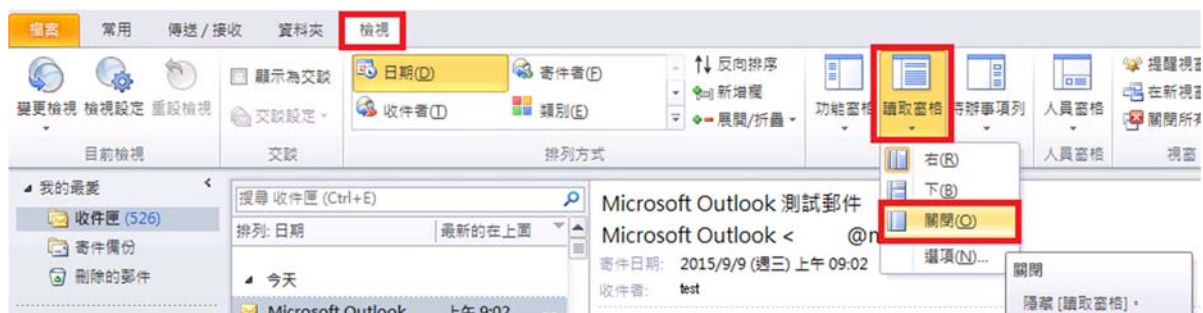 檔案 常用 傳送 / 接收 資料夾 檢視
變更檢視 檢視設定 重設檢視
目前檢視
顯示為交談
交談設定
交談
日期(D) 寄件者(F)
收件者(T) 類別(E)
反向排序
新增欄
展開/折疊
排列方式
功能窗格 讀取窗格 待辦事項列
人員窗格
人員窗格
提醒視窗
在新視窗
關閉所有
視窗
右(R)
下(B)
關閉(O)
選項(N)...
關閉
隱藏 [讀取窗格]。
我的最愛
收件匣 (526)
寄件備份
刪除的郵件
搜尋 收件匣 (Ctrl+E)
排列: 日期 最新的在上面
今天
Microsoft Outlook 上午 9:02
Microsoft Outlook 測試郵件
Microsoft Outlook < @m
寄件日期: 2015/9/9 (週三) 上午 09:02
收件者: test